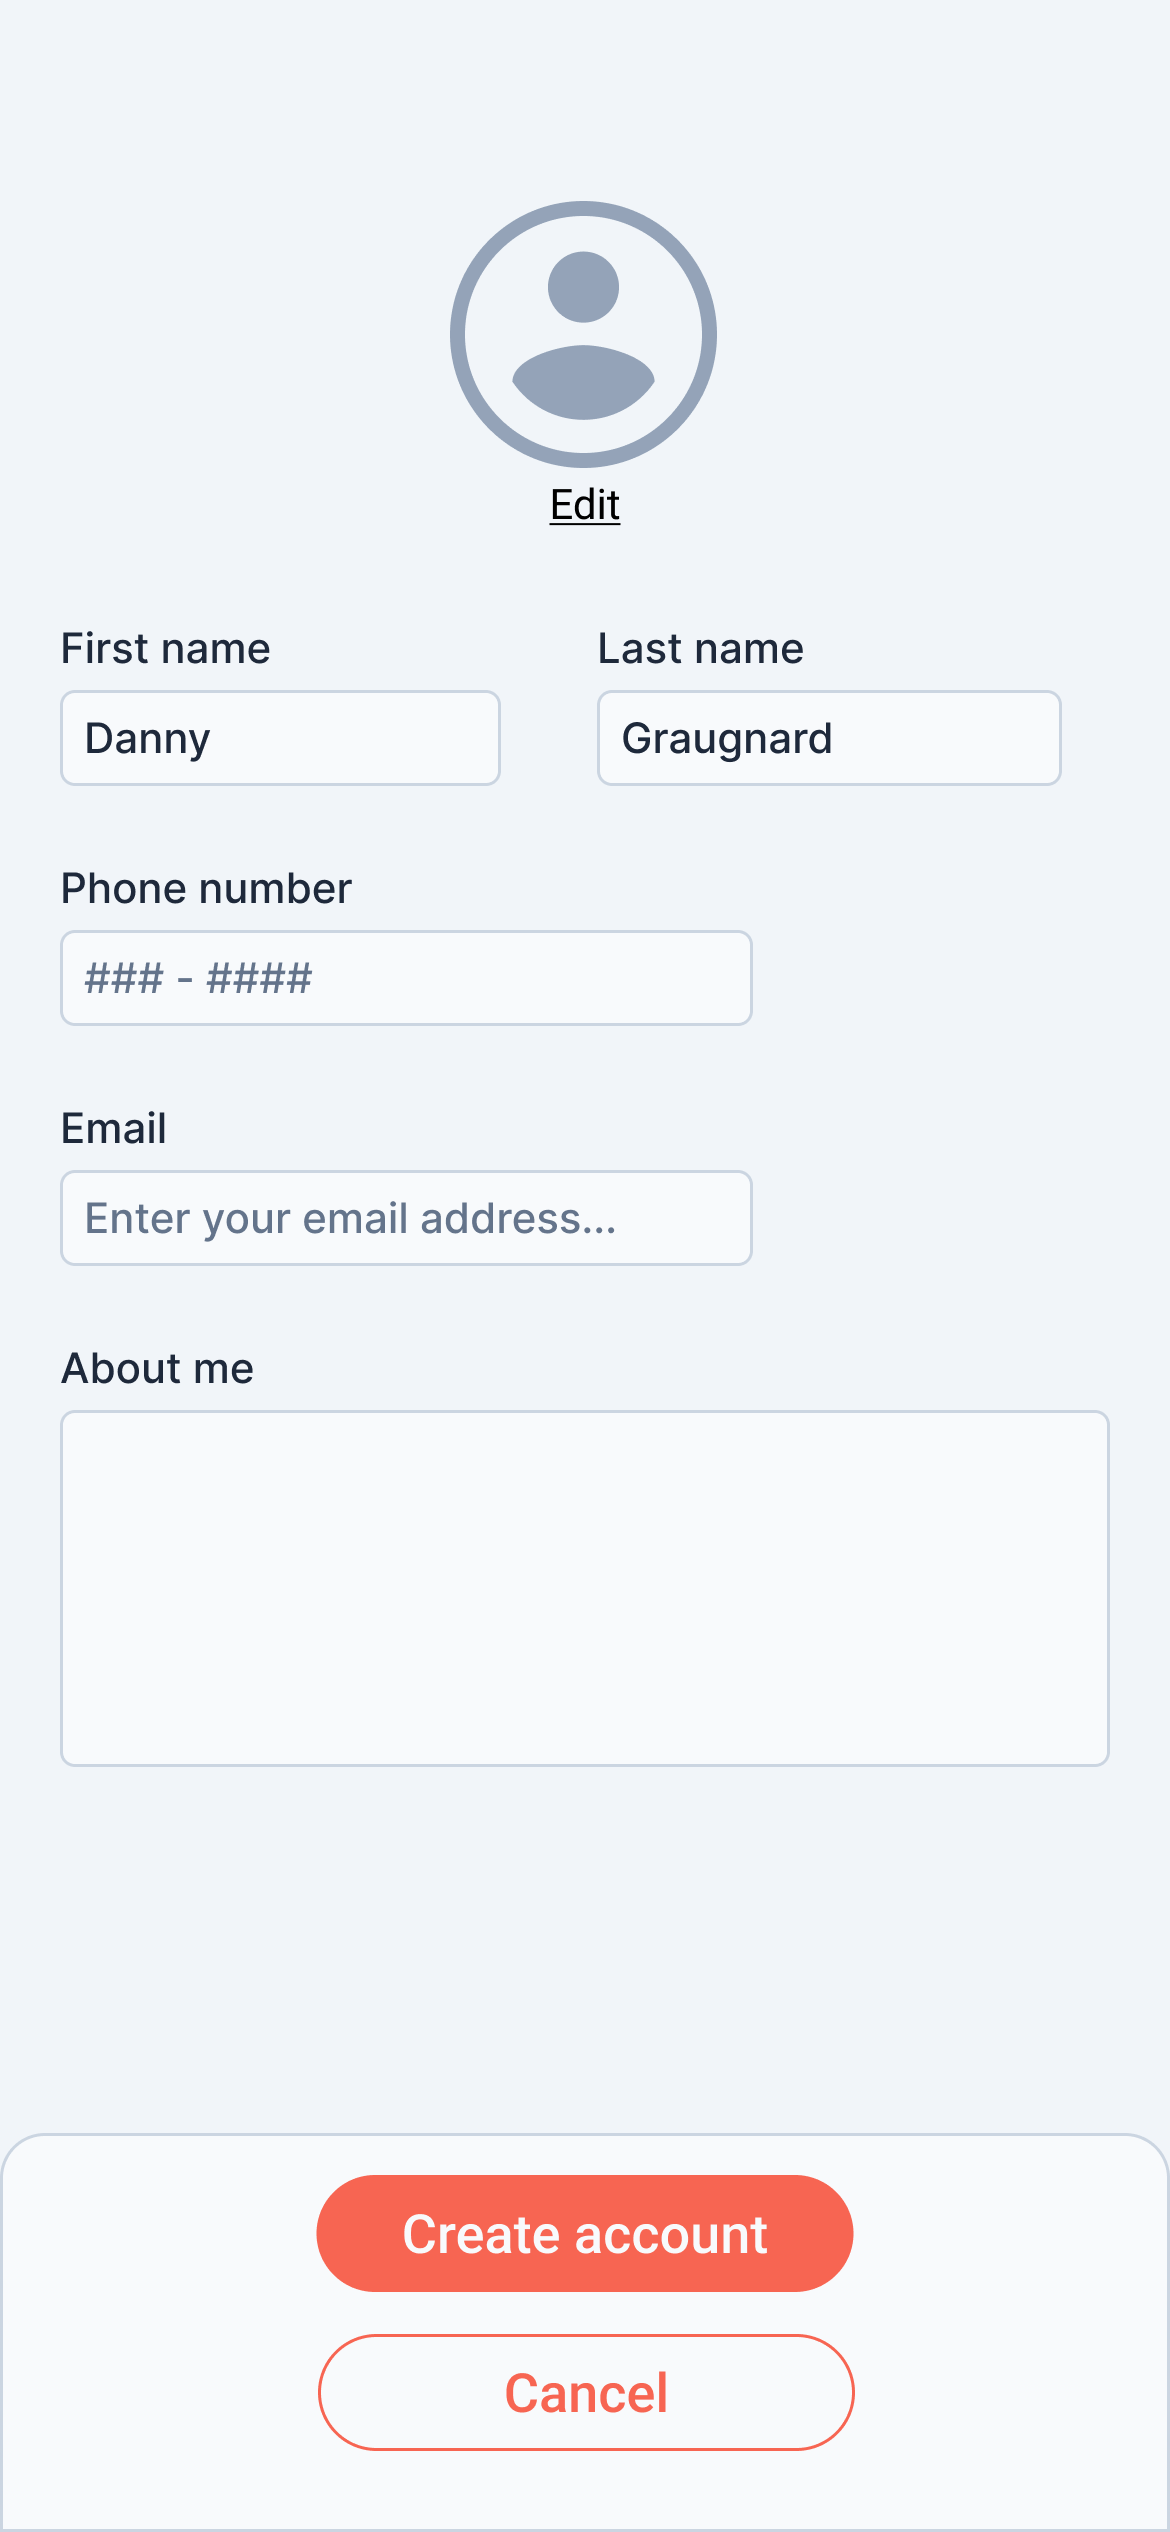 Edit
First name
Last name
Danny
Graugnard
Phone number
### - ####
Email
Enter your email address...
About me
Create account
Cancel